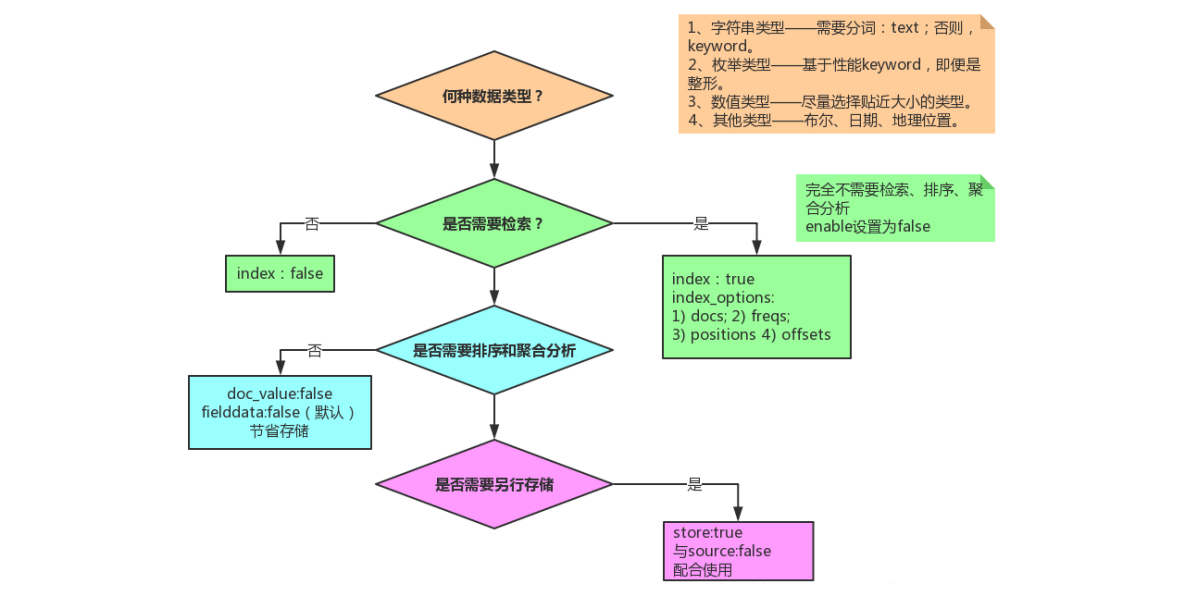 1、字符串类型——需要分词：text；否则，
keyword。
2、枚举类型——基于性能keyword，即便是
整形。
3、数值类型——尽量选择贴近大小的类型。
4、其他类型——布尔、日期、地理位置。
何种数据类型？
完全不需要检索、排序、聚
合分析
enable设置为false
否
是否需要检索？
是
index：false
index：true
index_options:
1) docs; 2) freqs;
3) positions 4) offsets
否
是否需要排序和聚合分析
doc_value:false
fielddata:false（默认）
节省存储
是否需要另行存储
是
store:true
与source:false
配合使用